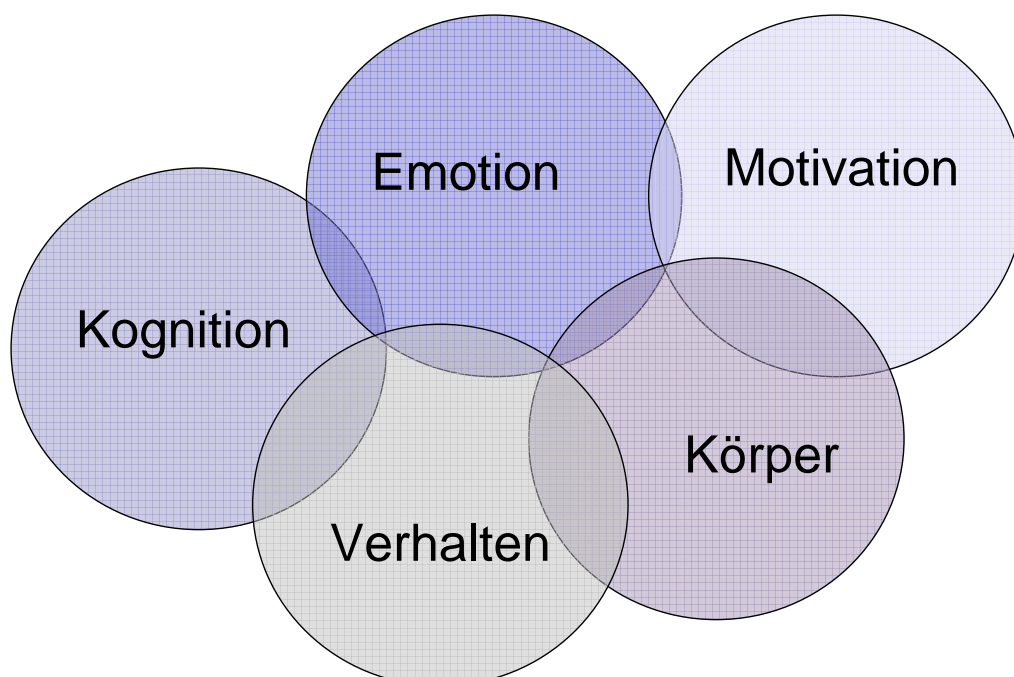 Emotion
Motivation
Kognition
Körper
Verhalten